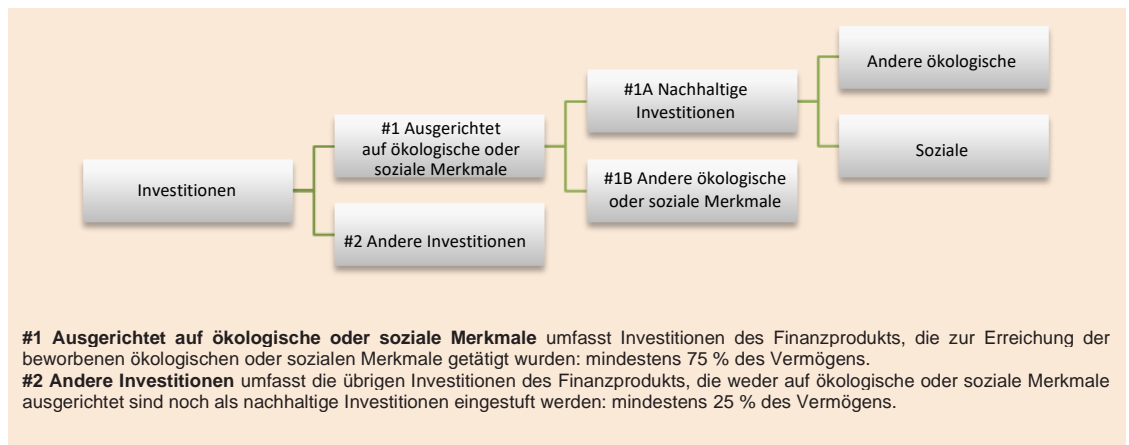 Investitionen
#1 Ausgerichtet
auf ökologische oder
soziale Merkmale
#2 Andere Investitionen
#1A Nachhaltige
Investitionen
#1B Andere ökologische
oder soziale Merkmale
Andere ökologische
Soziale
#1 Ausgerichtet auf ökologische oder soziale Merkmale umfasst Investitionen des Finanzprodukts, die zur Erreichung der
beworbenen ökologischen oder sozialen Merkmale getätigt wurden: mindestens 75 % des Vermögens.
#2 Andere Investitionen umfasst die übrigen Investitionen des Finanzprodukts, die weder auf ökologische oder soziale Merkmale
ausgerichtet sind noch als nachhaltige Investitionen eingestuft werden: mindestens 25 % des Vermögens.